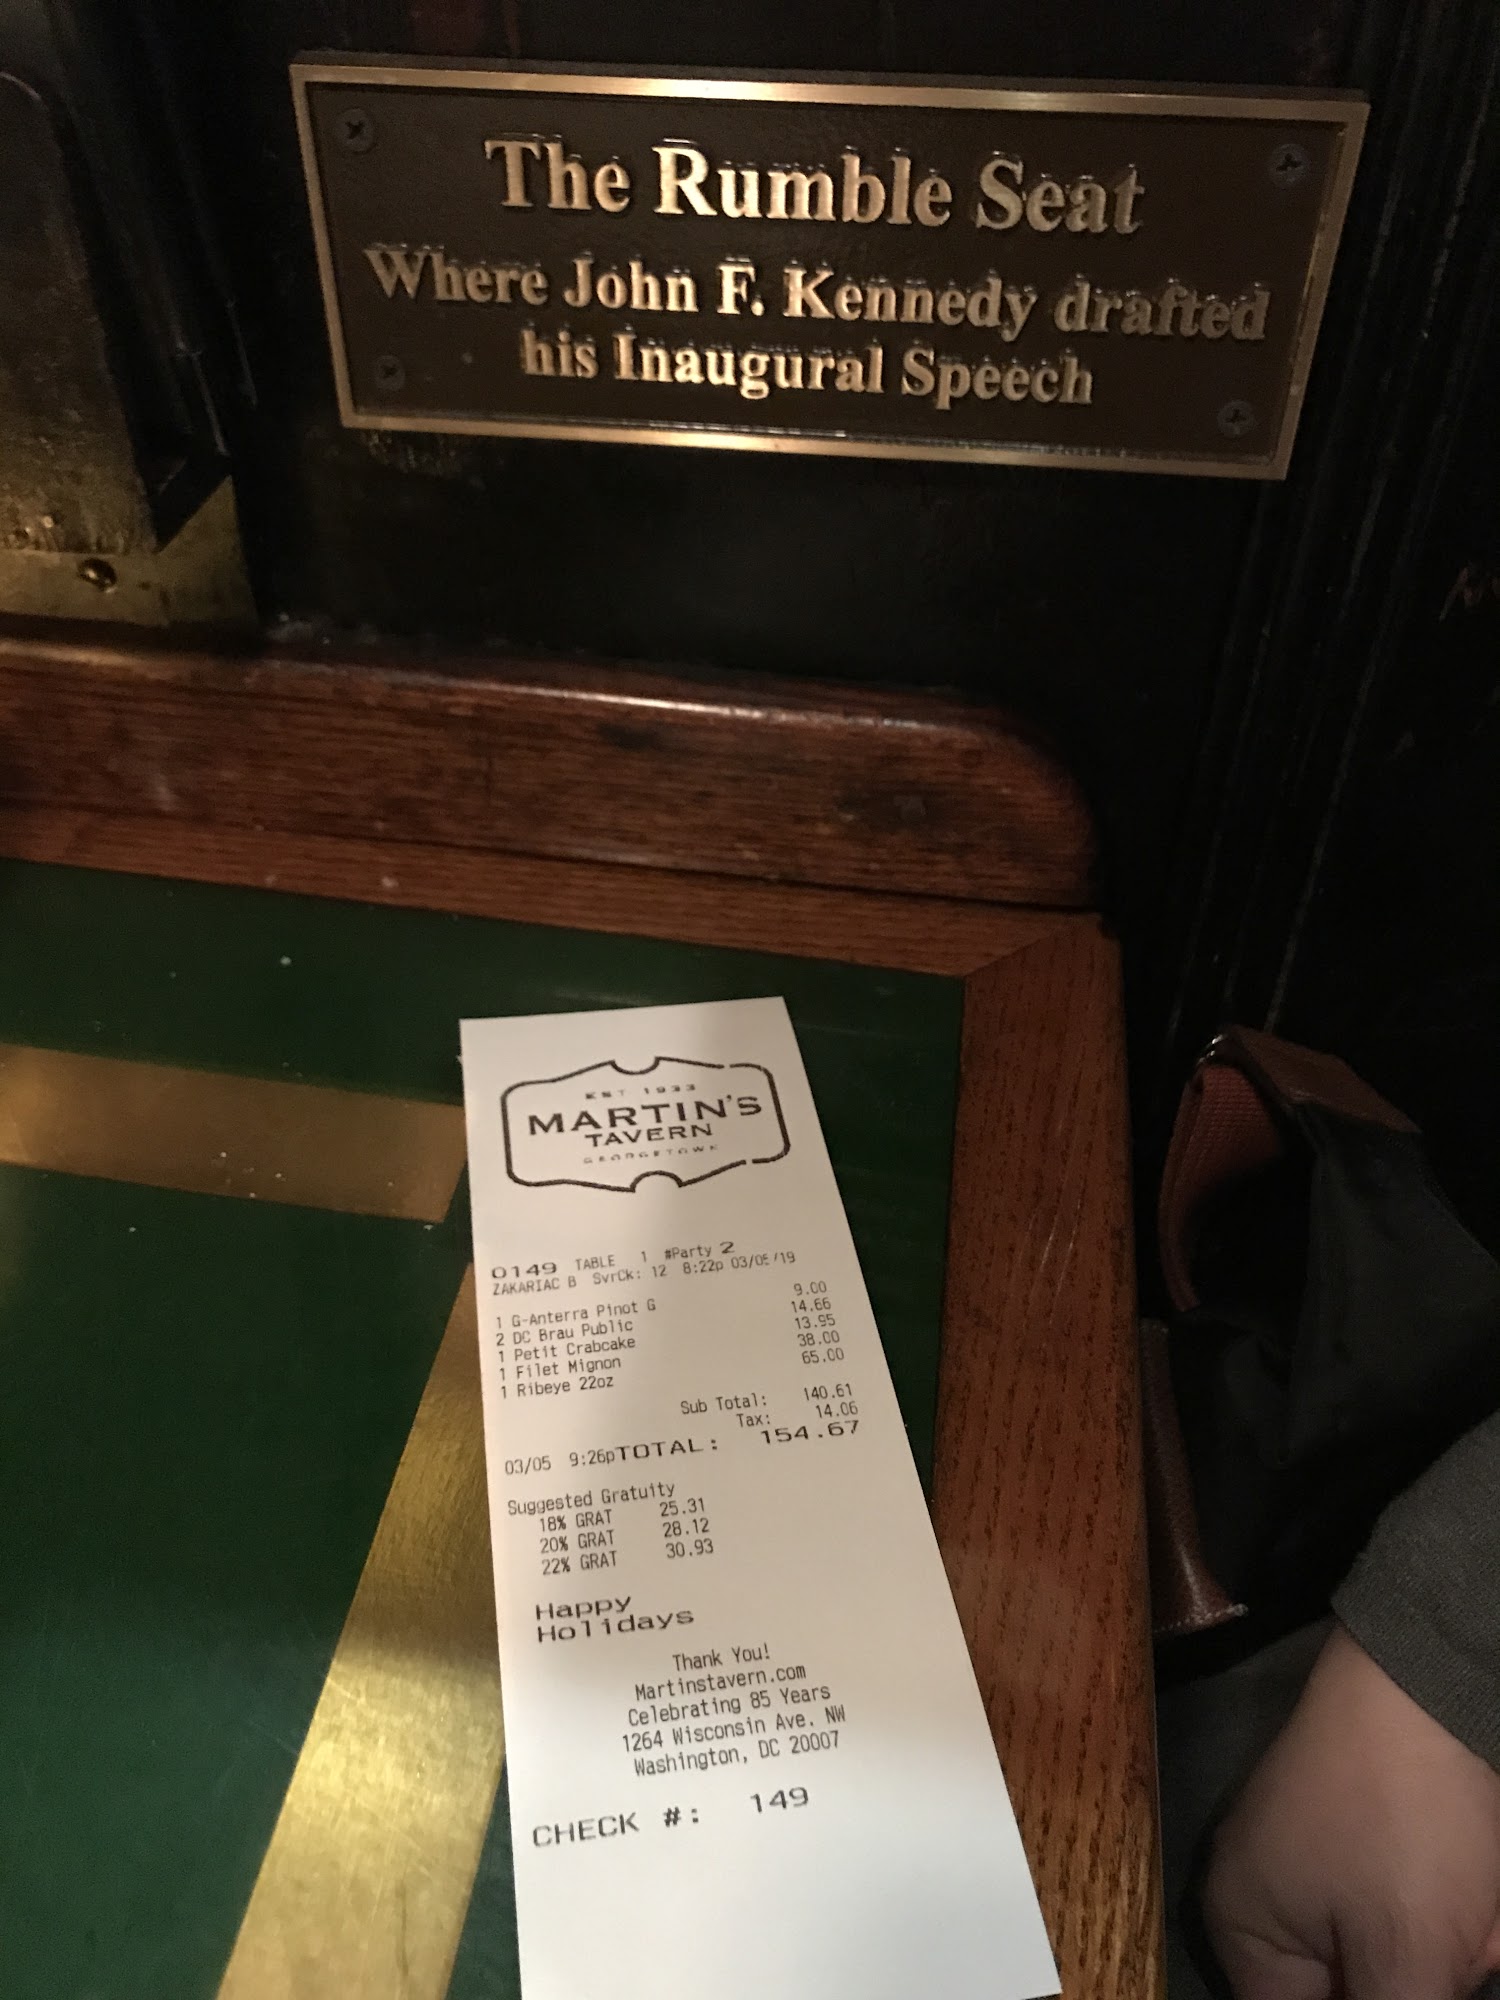 The Rumble Seat
Where John F. Kennedy drafted
his Inaugural Speech
EST 1933
MARTIN'S
TAVERN
GEORGETOWN
0149 TABLE 1 #Party 2
ZAKARIAC B SvrCk: 12 8:22p 03/05/19
1 G-Anterra Pinot G 9.00
2 DC Brau Public 14.66
1 Petit Crabcake 13.95
1 Filet Mignon 38.00
1 Ribeye 22oz 65.00
Sub Total: 140.61
Tax: 14.06
03/05 9:26pTOTAL: 154.67
Suggested Gratuity
18% GRAT 25.31
20% GRAT 28.12
22% GRAT 30.93
Happy
Holidays
Thank You!
Martinstavern.com
Celebrating 85 Years
1264 Wisconsin Ave. NW
Washington, DC 20007
CHECK #: 149